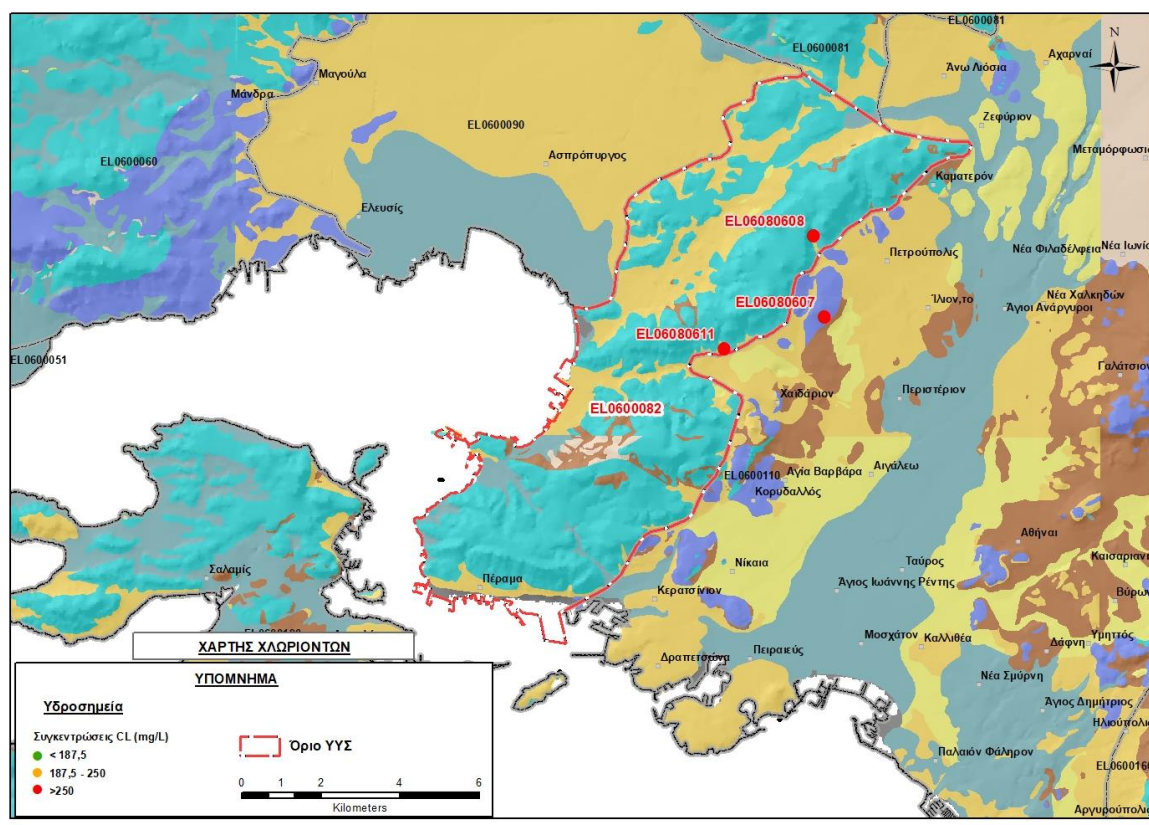 EL0600081
N
Αχαρναί
EL0600081
Άνω Λιόσια
Μαγούλα
Μάνδρα
Ζεφύριον
EL0600090
Μεταμόρφωσις
EL0600060
Ασπρόπυργος
Καματερόν
Ελευσίς
EL06080608
Νέα Φιλαδέλφεια
Νέα Ιωνία
Πετρούπολις
Νέα Χαλκηδών
EL06080607
Ίλιον,το
Άγιοι Ανάργυροι
EL06080611
EL0600051
Γαλάτσιον
Χαϊδάριον
Περιστέριον
EL0600082
EL0600110
Αγία Βαρβάρα
Αιγάλεω
Κορυδαλλός
Αθήναι
Καισαριανή
Σαλαμίς
Πέραμα
Νίκαια
Ταύρος
Κερατσίνιον
Άγιος Ιωάννης Ρέντης
Βύρων
Μοσχάτον
Καλλιθέα
Υμηττός
Δάφνη
Δραπετσώνα
Πειραιεύς
Νέα Σμύρνη
Άγιος Δημήτριος
Ηλιούπολις
Παλαιόν Φάληρον
EL0600160
Αργυρούπολις
ΧΑΡΤΗΣ ΧΛΩΡΙΟΝΤΩΝ
ΥΠΟΜΝΗΜΑ
Υδροσημεία
Συγκεντρώσεις CL (mg/L)
< 187,5
187,5 - 250
>250
Όριο ΥΥΣ
0 1 2 4 6
Kilometers